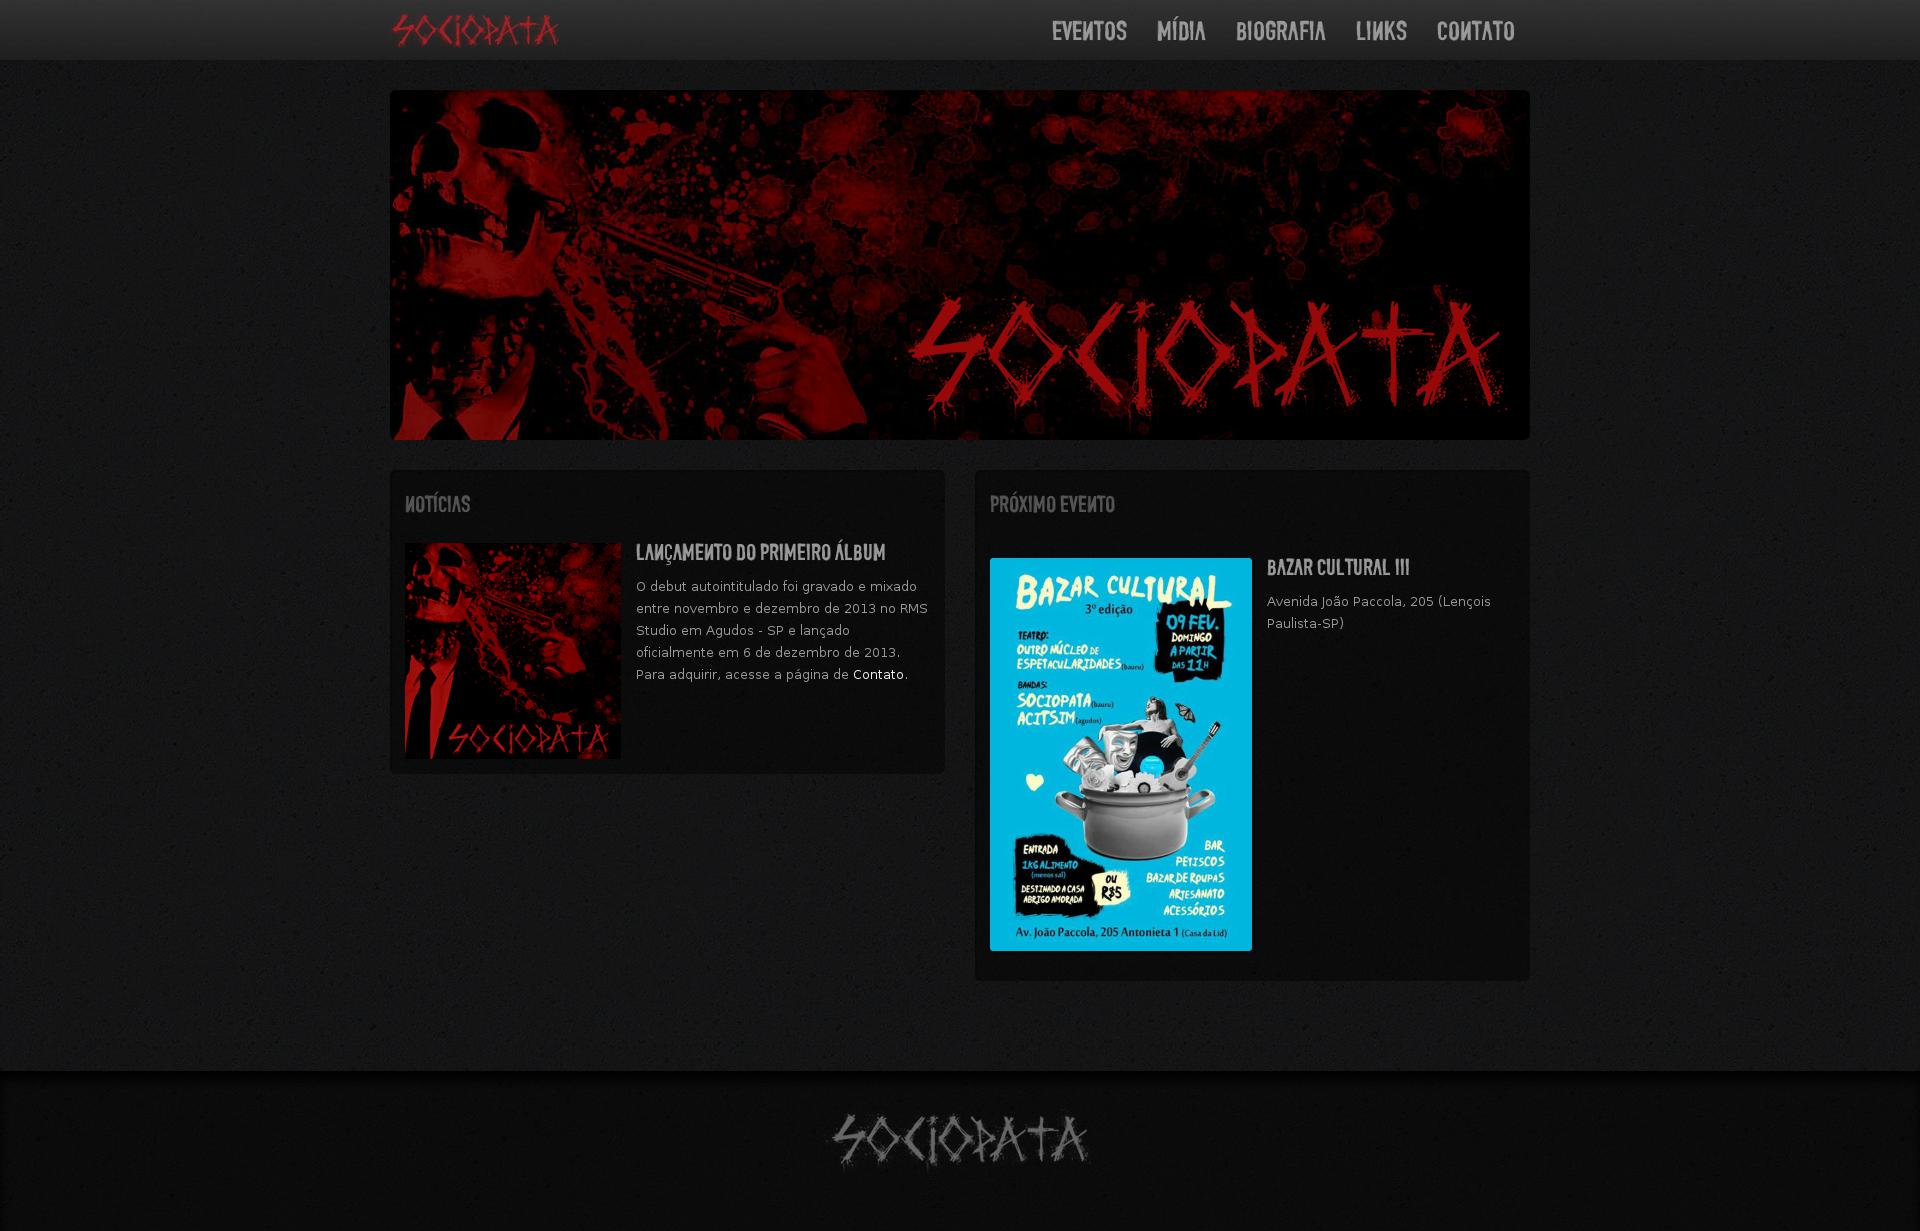 SOCIOPATA
EVENTOS MÍDIA BIOGRAFIA LINKS CONTATO
SOCIOPATA
NOTÍCIAS
LANÇAMENTO DO PRIMEIRO ÁLBUM
O debut autointitulado foi gravado e mixado
entre novembro e dezembro de 2013 no RMS
Studio em Agudos - SP e lançado
oficialmente em 6 de dezembro de 2013.
Para adquirir, acesse a página de Contato.
SOCIOPATA
PRÓXIMO EVENTO
BAZAR CULTURAL
3º edição
09 FEV.
DOMINGO
A PARTIR
DAS 11H
TEATRO:
OUTRO NÚCLEO DE
ESPETACULARIDADES (bauru)
BANDAS:
SOCIOPATA (bauru)
ACITSIM (agudos)
ENTRADA
1KG ALIMENTO
(menos sal)
DESTINADO A CASA
ABRIGO AMORADA
OU
R$5
BAR
PETISCOS
BAZAR DE ROUPAS
ARTESANATO
ACESSÓRIOS
Av. João Paccola, 205 Antonieta 1 (Casa da Lid)
BAZAR CULTURAL III
Avenida João Paccola, 205 (Lençois
Paulista-SP)
SOCIOPATA